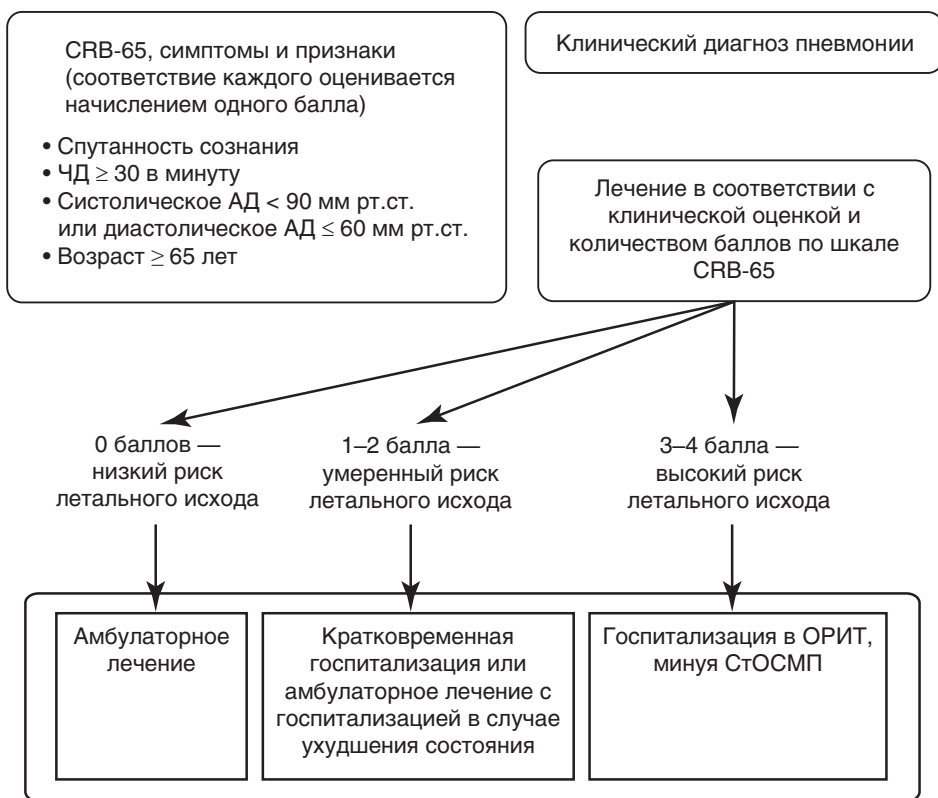 CRB-65, симптомы и признаки
(соответствие каждого оценивается
начислением одного балла)
• Спутанность сознания
• ЧД ≥ 30 в минуту
• Систолическое АД < 90 мм рт.ст.
или диастолическое АД ≤ 60 мм рт.ст.
• Возраст ≥ 65 лет
Клинический диагноз пневмонии
Лечение в соответствии с
клинической оценкой и
количеством баллов по шкале
CRB-65
0 баллов —
низкий риск
летального исхода
1–2 балла —
умеренный риск
летального исхода
3–4 балла —
высокий риск
летального исхода
Амбулаторное
лечение
Кратковременная
госпитализация или
амбулаторное лечение с
госпитализацией в случае
ухудшения состояния
Госпитализация в ОРИТ,
минуя СтОСМП